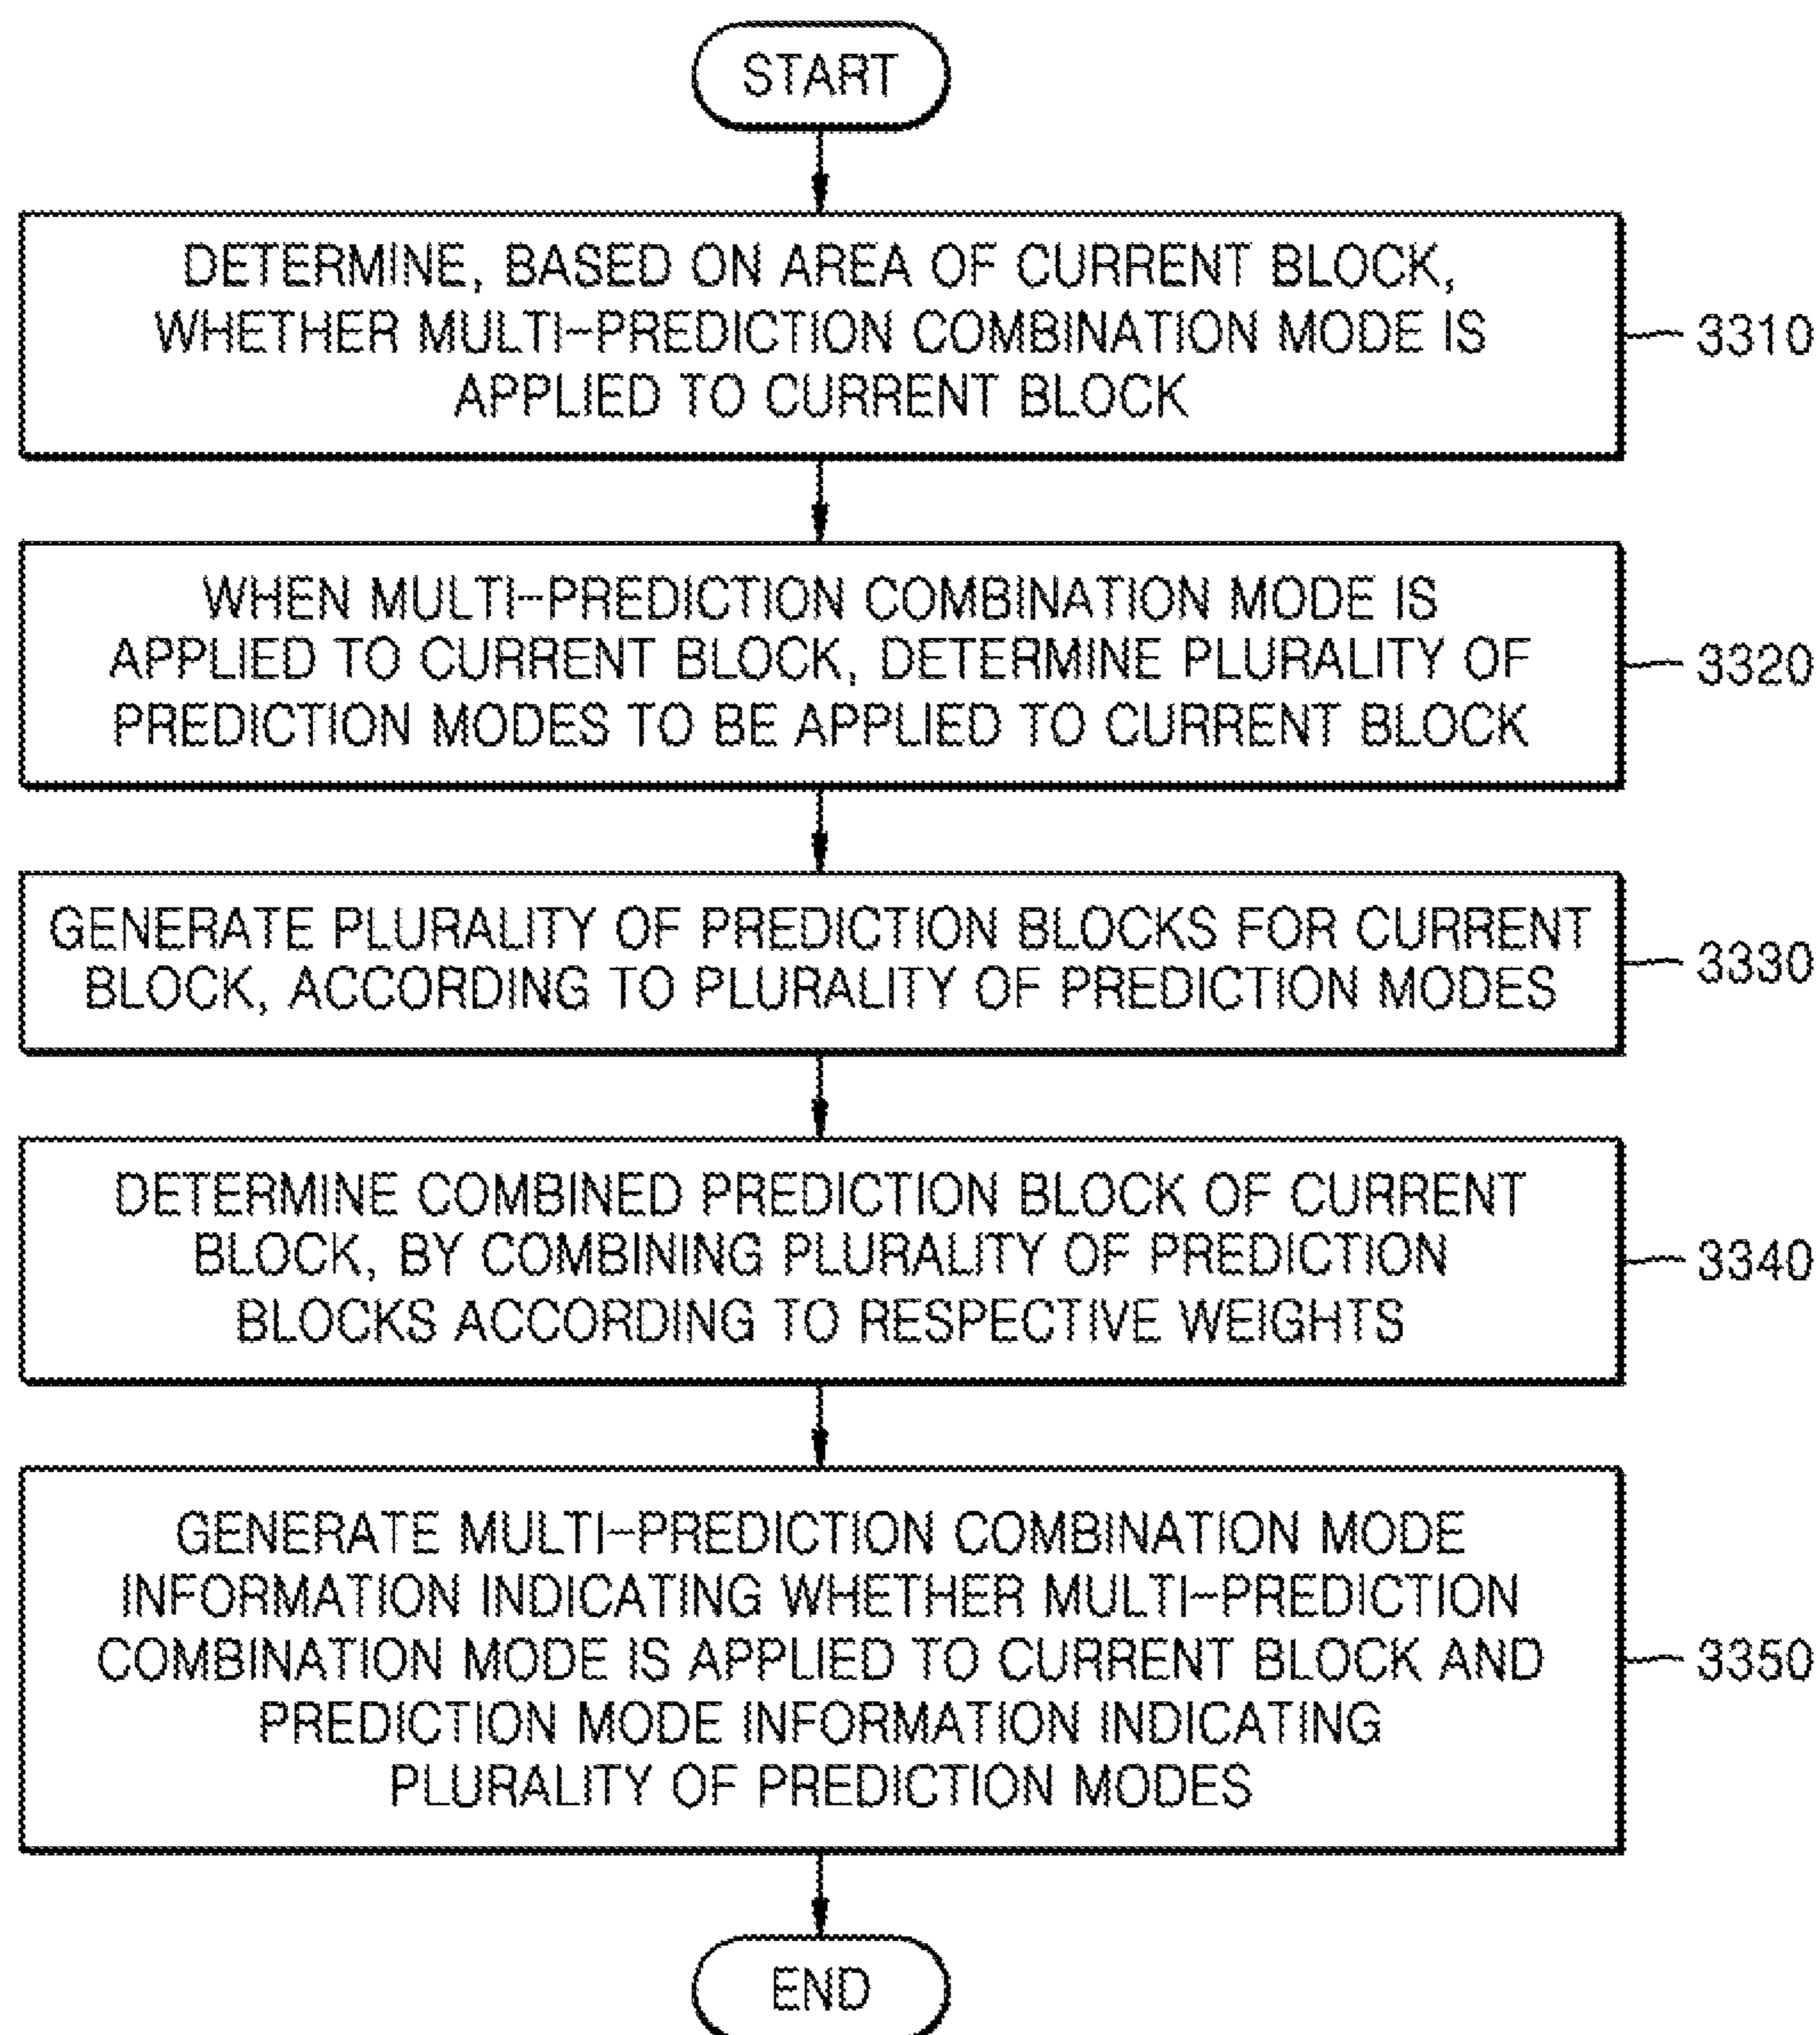 START
DETERMINE, BASED ON AREA OF CURRENT BLOCK,
WHETHER MULTI-PREDICTION COMBINATION MODE IS
APPLIED TO CURRENT BLOCK
3310
WHEN MULTI-PREDICTION COMBINATION MODE IS
APPLIED TO CURRENT BLOCK, DETERMINE PLURALITY OF
PREDICTION MODES TO BE APPLIED TO CURRENT BLOCK
3320
GENERATE PLURALITY OF PREDICTION BLOCKS FOR CURRENT
BLOCK, ACCORDING TO PLURALITY OF PREDICTION MODES
3330
DETERMINE COMBINED PREDICTION BLOCK OF CURRENT
BLOCK, BY COMBINING PLURALITY OF PREDICTION
BLOCKS ACCORDING TO RESPECTIVE WEIGHTS
3340
GENERATE MULTI-PREDICTION COMBINATION MODE
INFORMATION INDICATING WHETHER MULTI-PREDICTION
COMBINATION MODE IS APPLIED TO CURRENT BLOCK AND
PREDICTION MODE INFORMATION INDICATING
PLURALITY OF PREDICTION MODES
3350
END